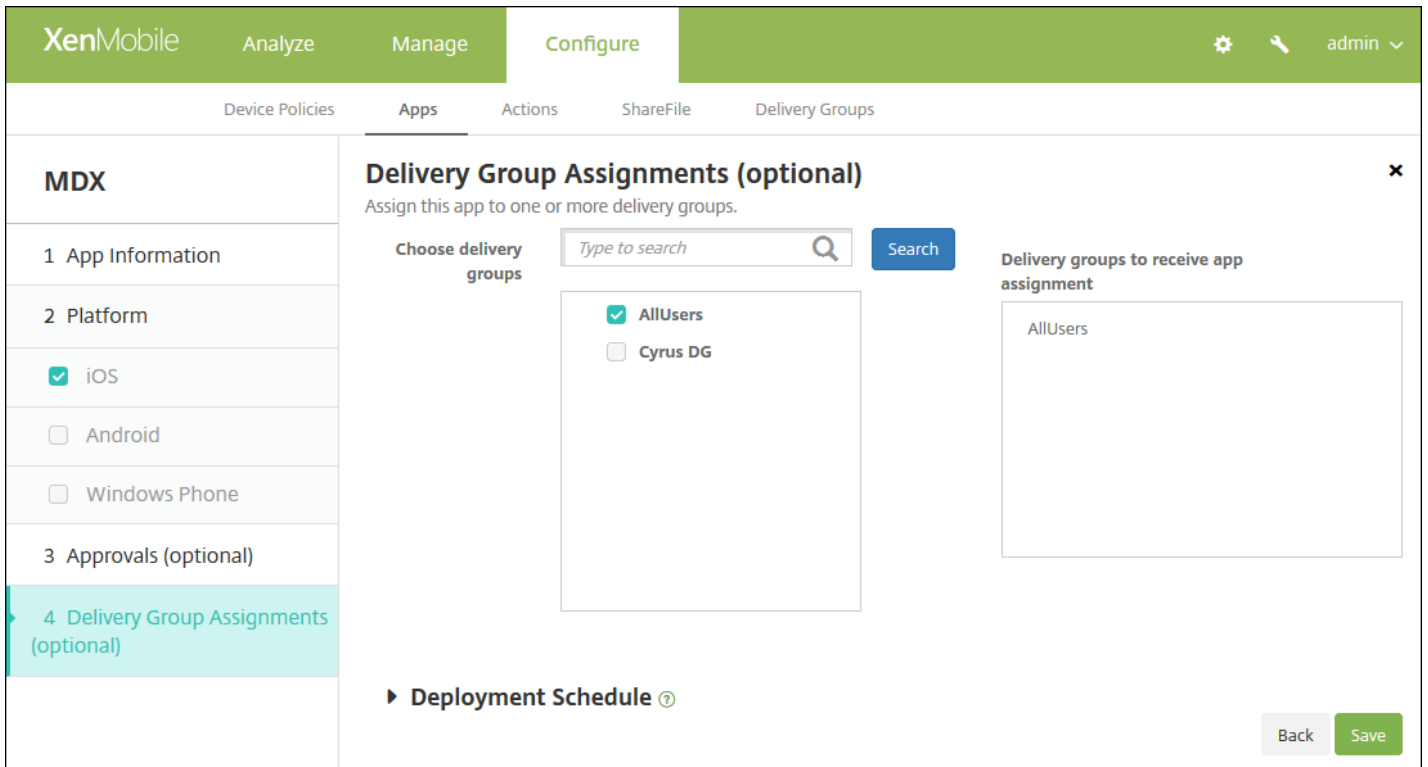 XenMobile Analyze Manage Configure admin
Device Policies Apps Actions ShareFile Delivery Groups
MDX
1 App Information
2 Platform
iOS
Android
Windows Phone
3 Approvals (optional)
4 Delivery Group Assignments
(optional)
Delivery Group Assignments (optional)
Assign this app to one or more delivery groups.
Choose delivery
groups
Type to search
Search
AllUsers
Cyrus DG
Delivery groups to receive app
assignment
AllUsers
Deployment Schedule ?
Back Save